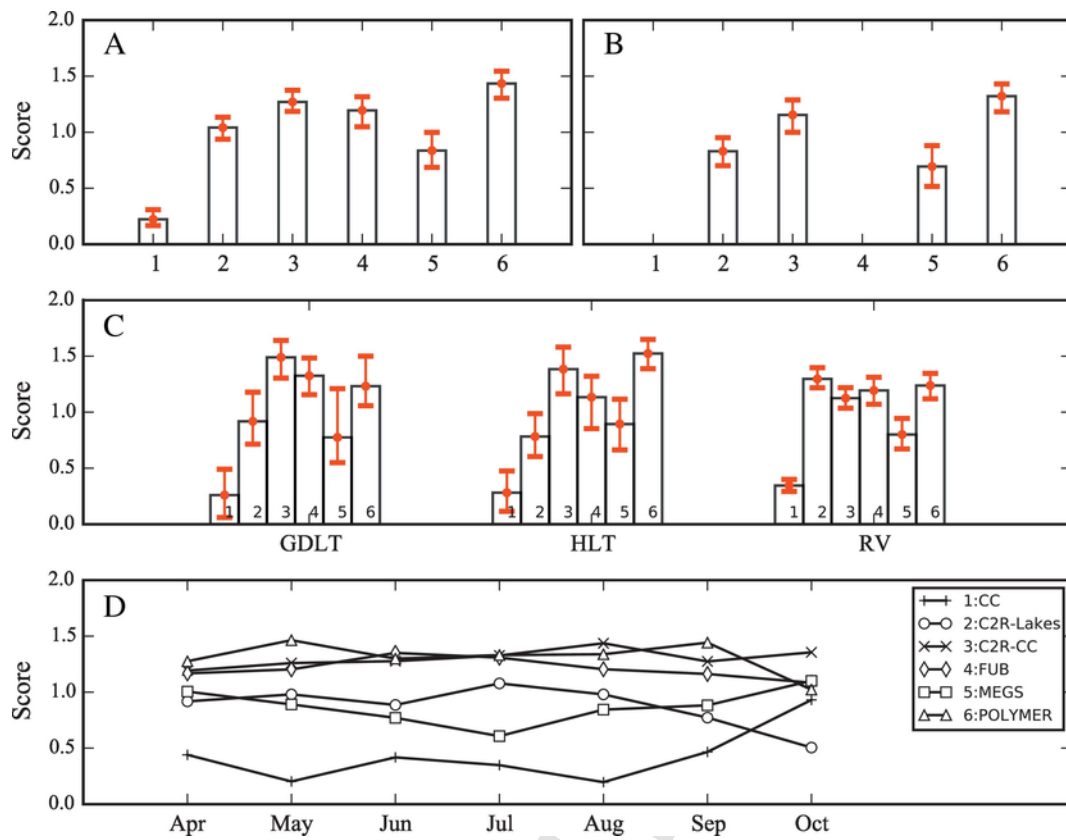 A
Score
2.0
1.5
1.0
0.5
0.0
1 2 3 4 5 6
B
1 2 3 4 5 6
C
Score
2.0
1.5
1.0
0.5
0.0
1 2 3 4 5 6
1 2 3 4 5 6
1 2 3 4 5 6
GDLT HLT RV
D
Score
2.0
1.5
1.0
0.5
0.0
Apr May Jun Jul Aug Sep Oct
1:CC
2:C2R-Lakes
3:C2R-CC
4:FUB
5:MEGS
6:POLYMER